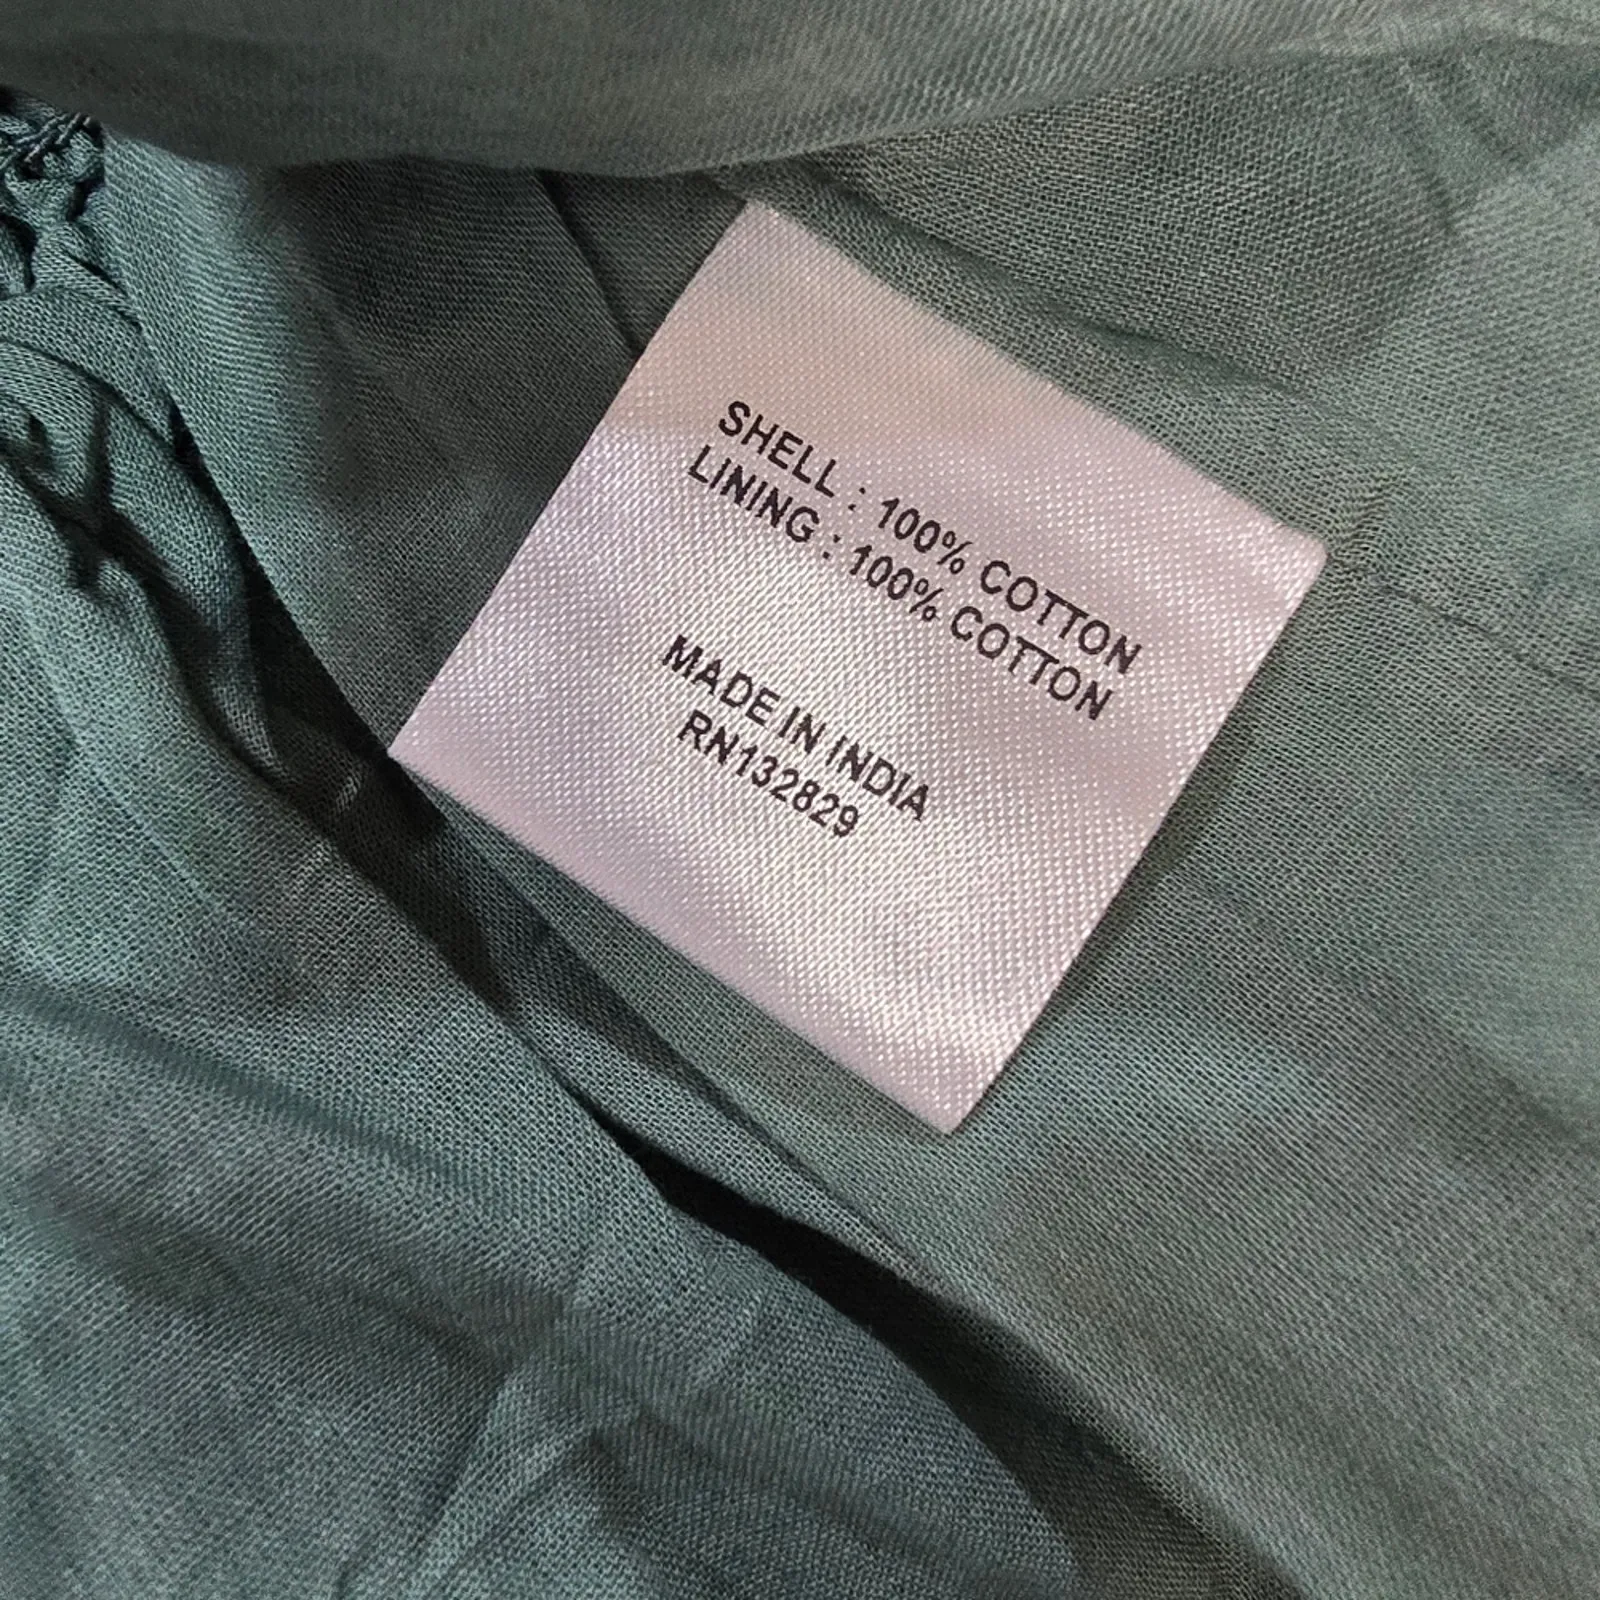 SHELL : 100% COTTON
LINING : 100% COTTON
MADE IN INDIA
RN132829